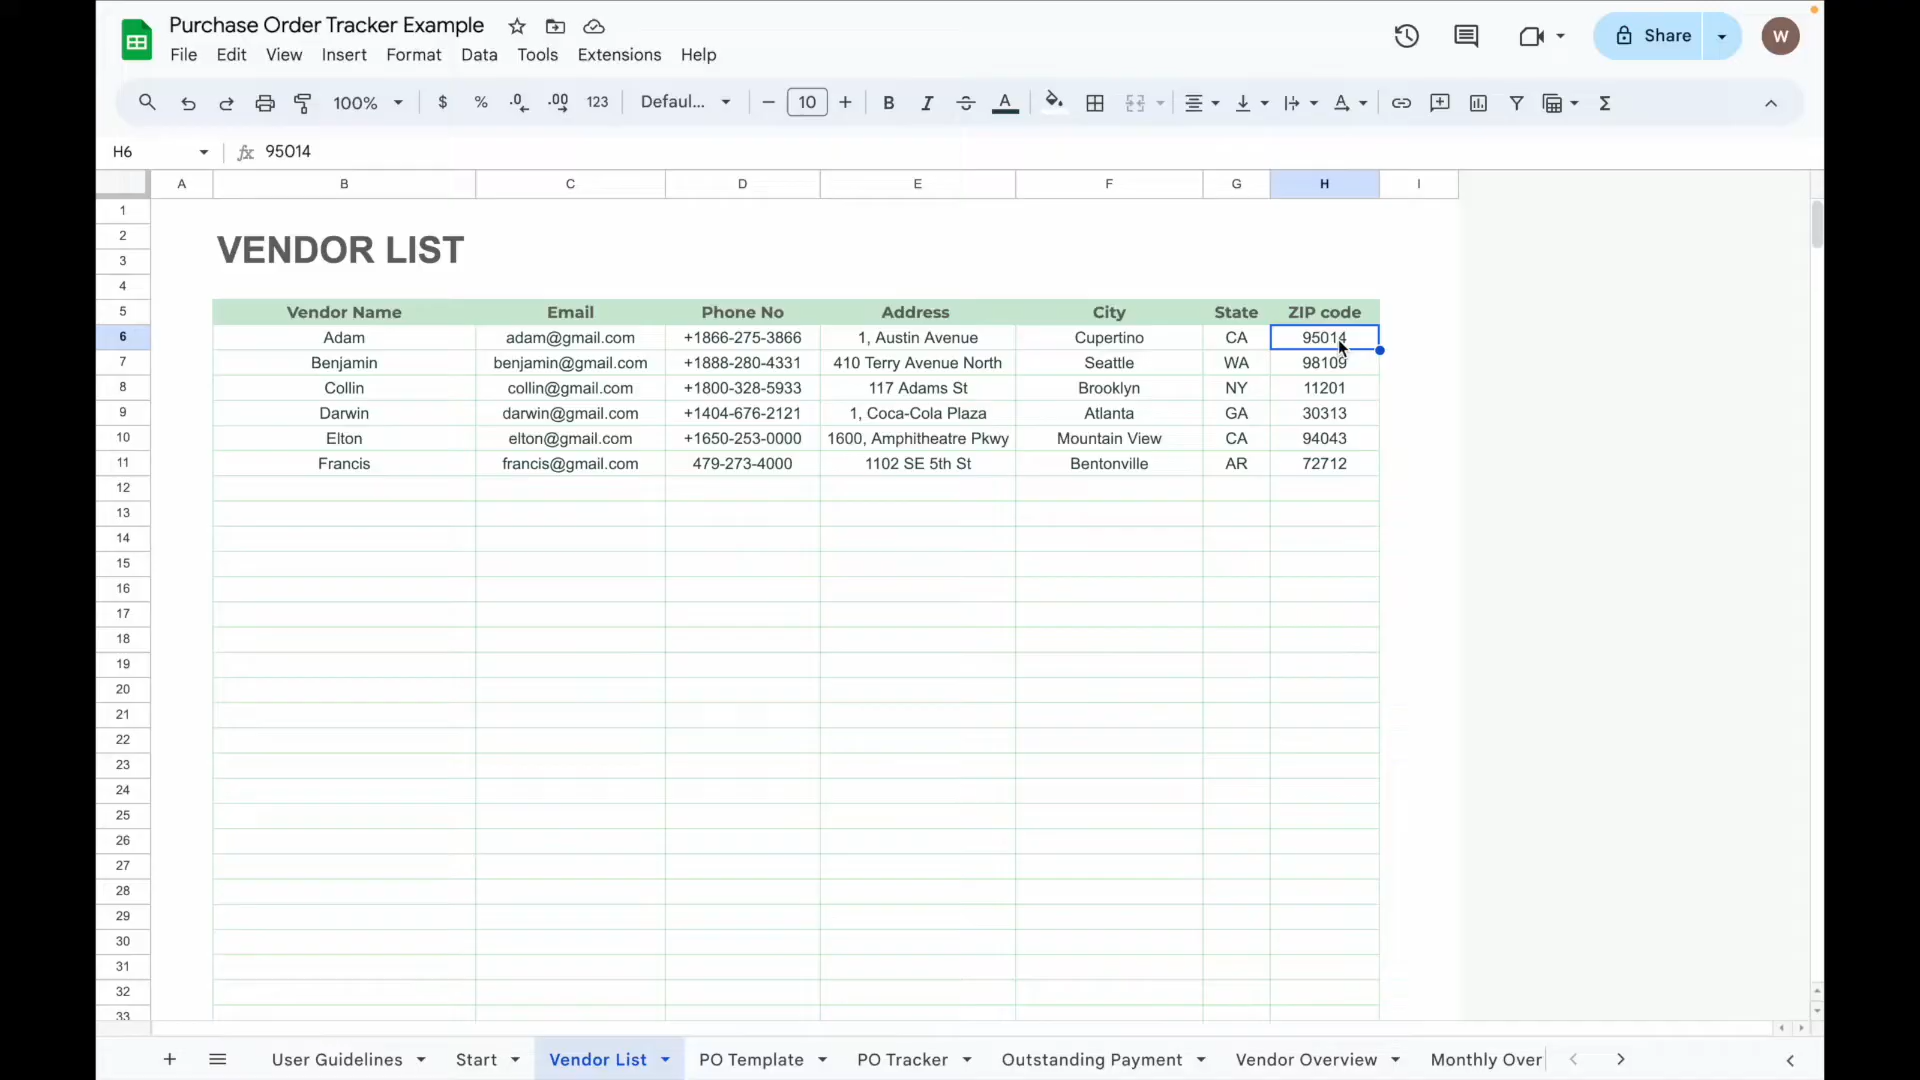 Purchase Order Tracker Example
File Edit View Insert Format Data Tools Extensions Help
Share
W
100% $ % .0 .00 123 Defaul... 10 B I S A
H6 95014
A B C D E F G H I
1
2
VENDOR LIST
3
4
5 Vendor Name Email Phone No Address City State ZIP code
6 Adam adam@gmail.com +1866-275-3866 1, Austin Avenue Cupertino CA 95014
7 Benjamin benjamin@gmail.com +1888-280-4331 410 Terry Avenue North Seattle WA 98109
8 Collin collin@gmail.com +1800-328-5933 117 Adams St Brooklyn NY 11201
9 Darwin darwin@gmail.com +1404-676-2121 1, Coca-Cola Plaza Atlanta GA 30313
10 Elton elton@gmail.com +1650-253-0000 1600, Amphitheatre Pkwy Mountain View CA 94043
11 Francis francis@gmail.com 479-273-4000 1102 SE 5th St Bentonville AR 72712
12
13
14
15
16
17
18
19
20
21
22
23
24
25
26
27
28
29
30
31
32
33
User Guidelines Start Vendor List PO Template PO Tracker Outstanding Payment Vendor Overview Monthly Over